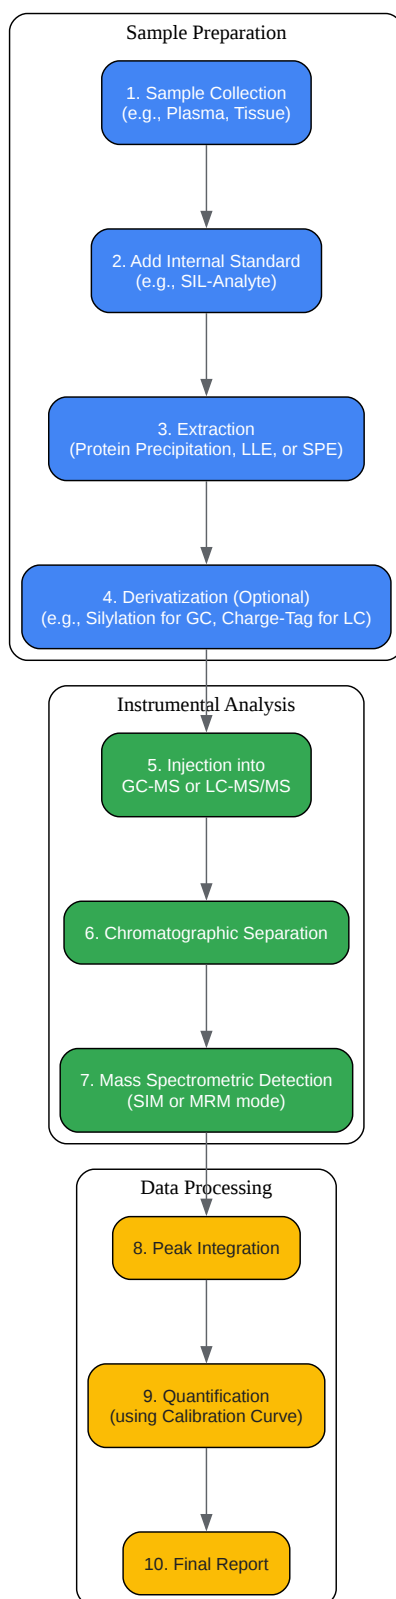 Sample Preparation
1. Sample Collection
(e.g., Plasma, Tissue)
2. Add Internal Standard
(e.g., SIL-Analyte)
3. Extraction
(Protein Precipitation, LLE, or SPE)
4. Derivatization (Optional)
(e.g., Silylation for GC, Charge-Tag for LC)
Instrumental Analysis
5. Injection into
GC-MS or LC-MS/MS
6. Chromatographic Separation
7. Mass Spectrometric Detection
(SIM or MRM mode)
Data Processing
8. Peak Integration
9. Quantification
(using Calibration Curve)
10. Final Report